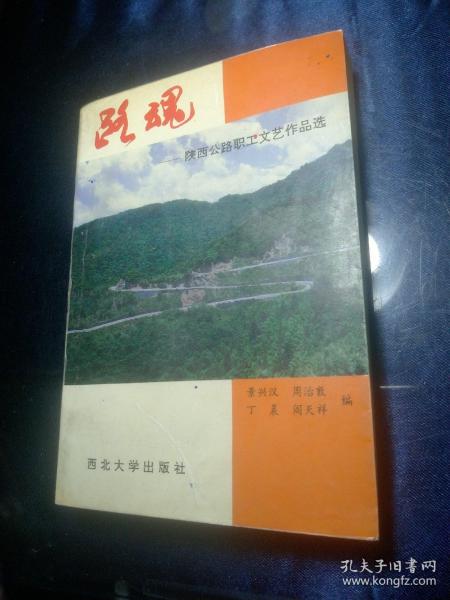 路魂
——陕西公路职工文艺作品选
景兴汉 周治敢
丁晨 阎天祥 编
西北大学出版社
孔夫子旧书网
www.kongfz.com